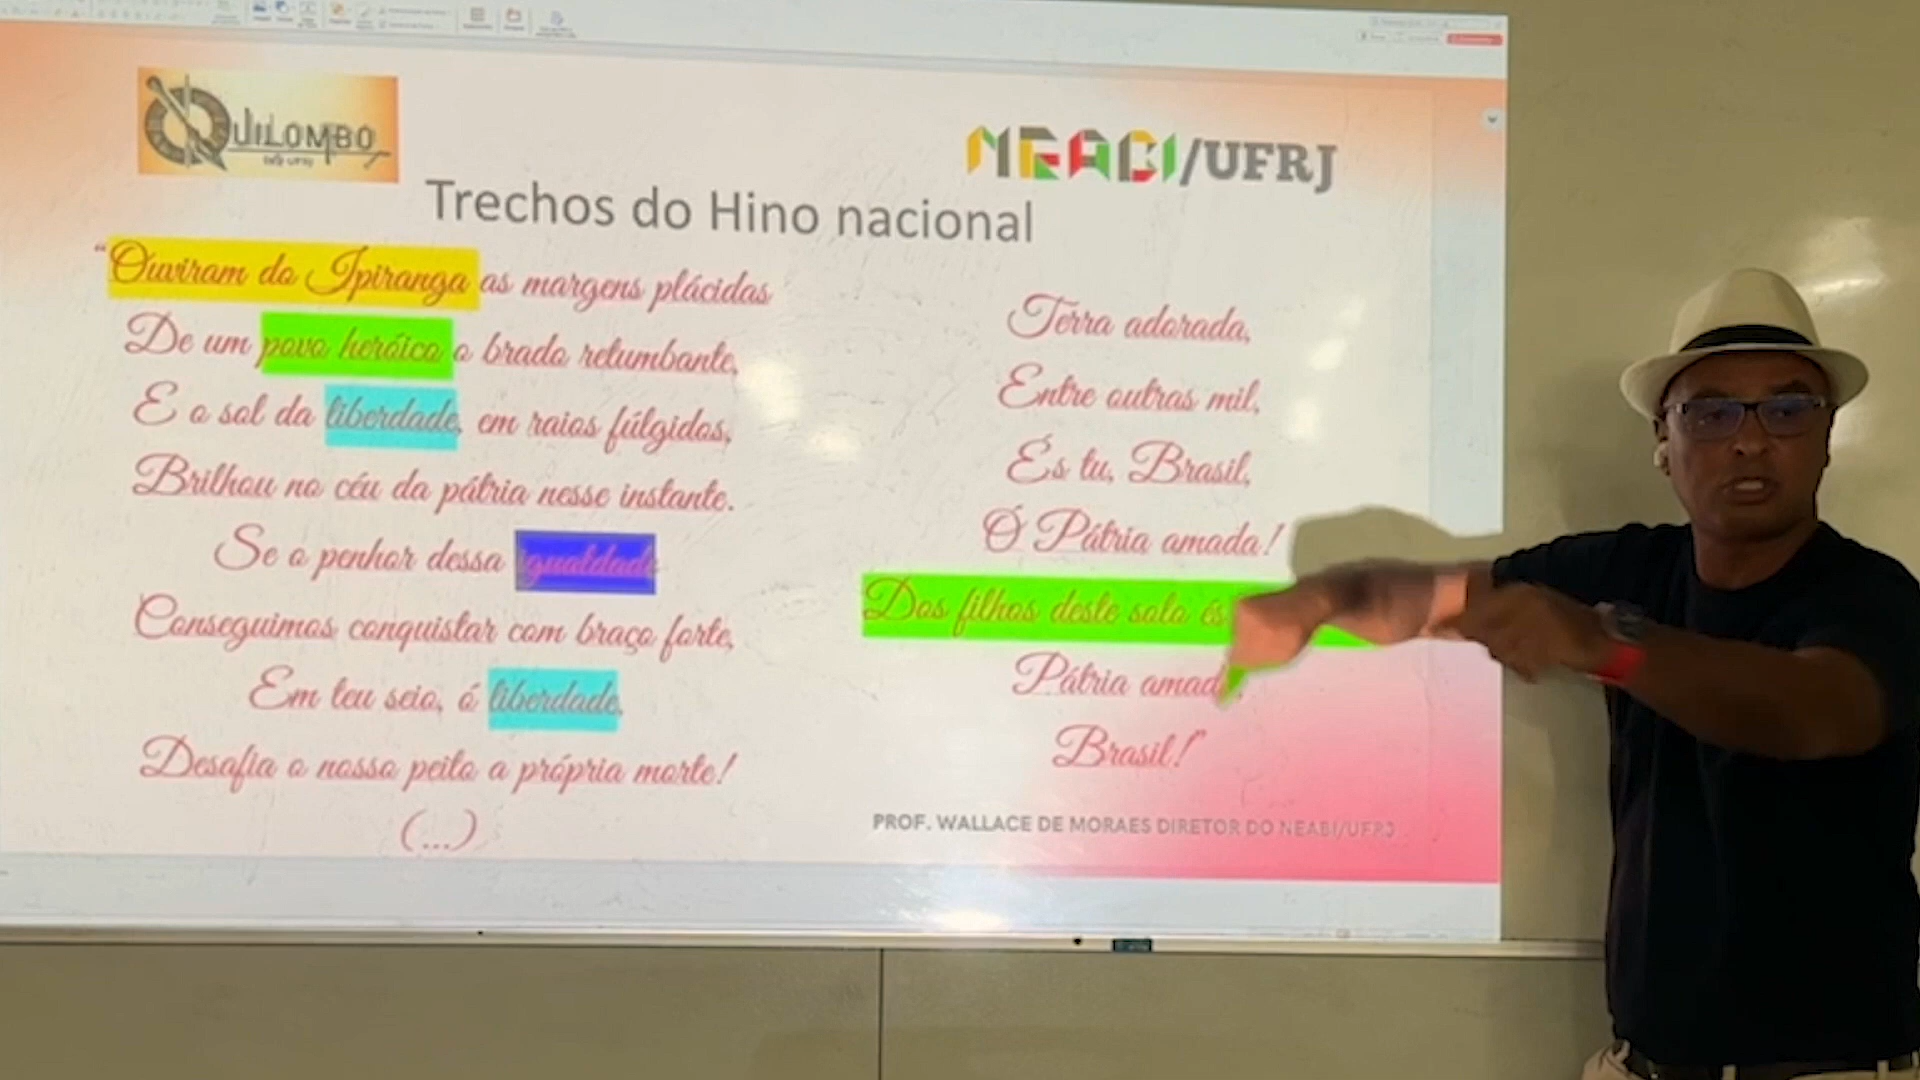 QUILOMBO
NEABI/UFRJ
Trechos do Hino nacional
“Ouviram do Ipiranga as margens plácidas
De um povo heróico o brado retumbante,
E o sol da liberdade, em raios fúlgidos,
Brilhou no céu da pátria nesse instante.
Se o penhor dessa igualdade
Conseguimos conquistar com braço forte,
Em teu seio, ó liberdade,
Desafia o nosso peito a própria morte!
(...)
Terra adorada,
Entre outras mil,
És tu, Brasil,
Ó Pátria amada!
Dos filhos deste solo és
Pátria amad
Brasil!”
PROF. WALLACE DE MORAES DIRETOR DO NEABI/UFRJ